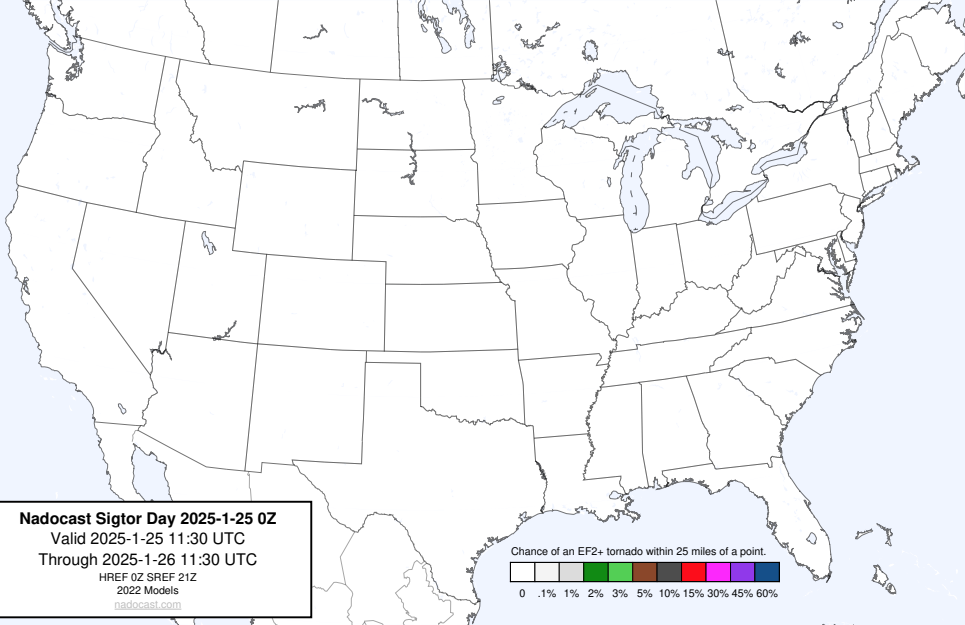 Nadocast Sigtor Day 2025-1-25 0Z
Valid 2025-1-25 11:30 UTC
Through 2025-1-26 11:30 UTC
HREF 0Z SREF 21Z
2022 Models
nadocast.com
Chance of an EF2+ tornado within 25 miles of a point.
0 .1% 1% 2% 3% 5% 10% 15% 30% 45% 60%